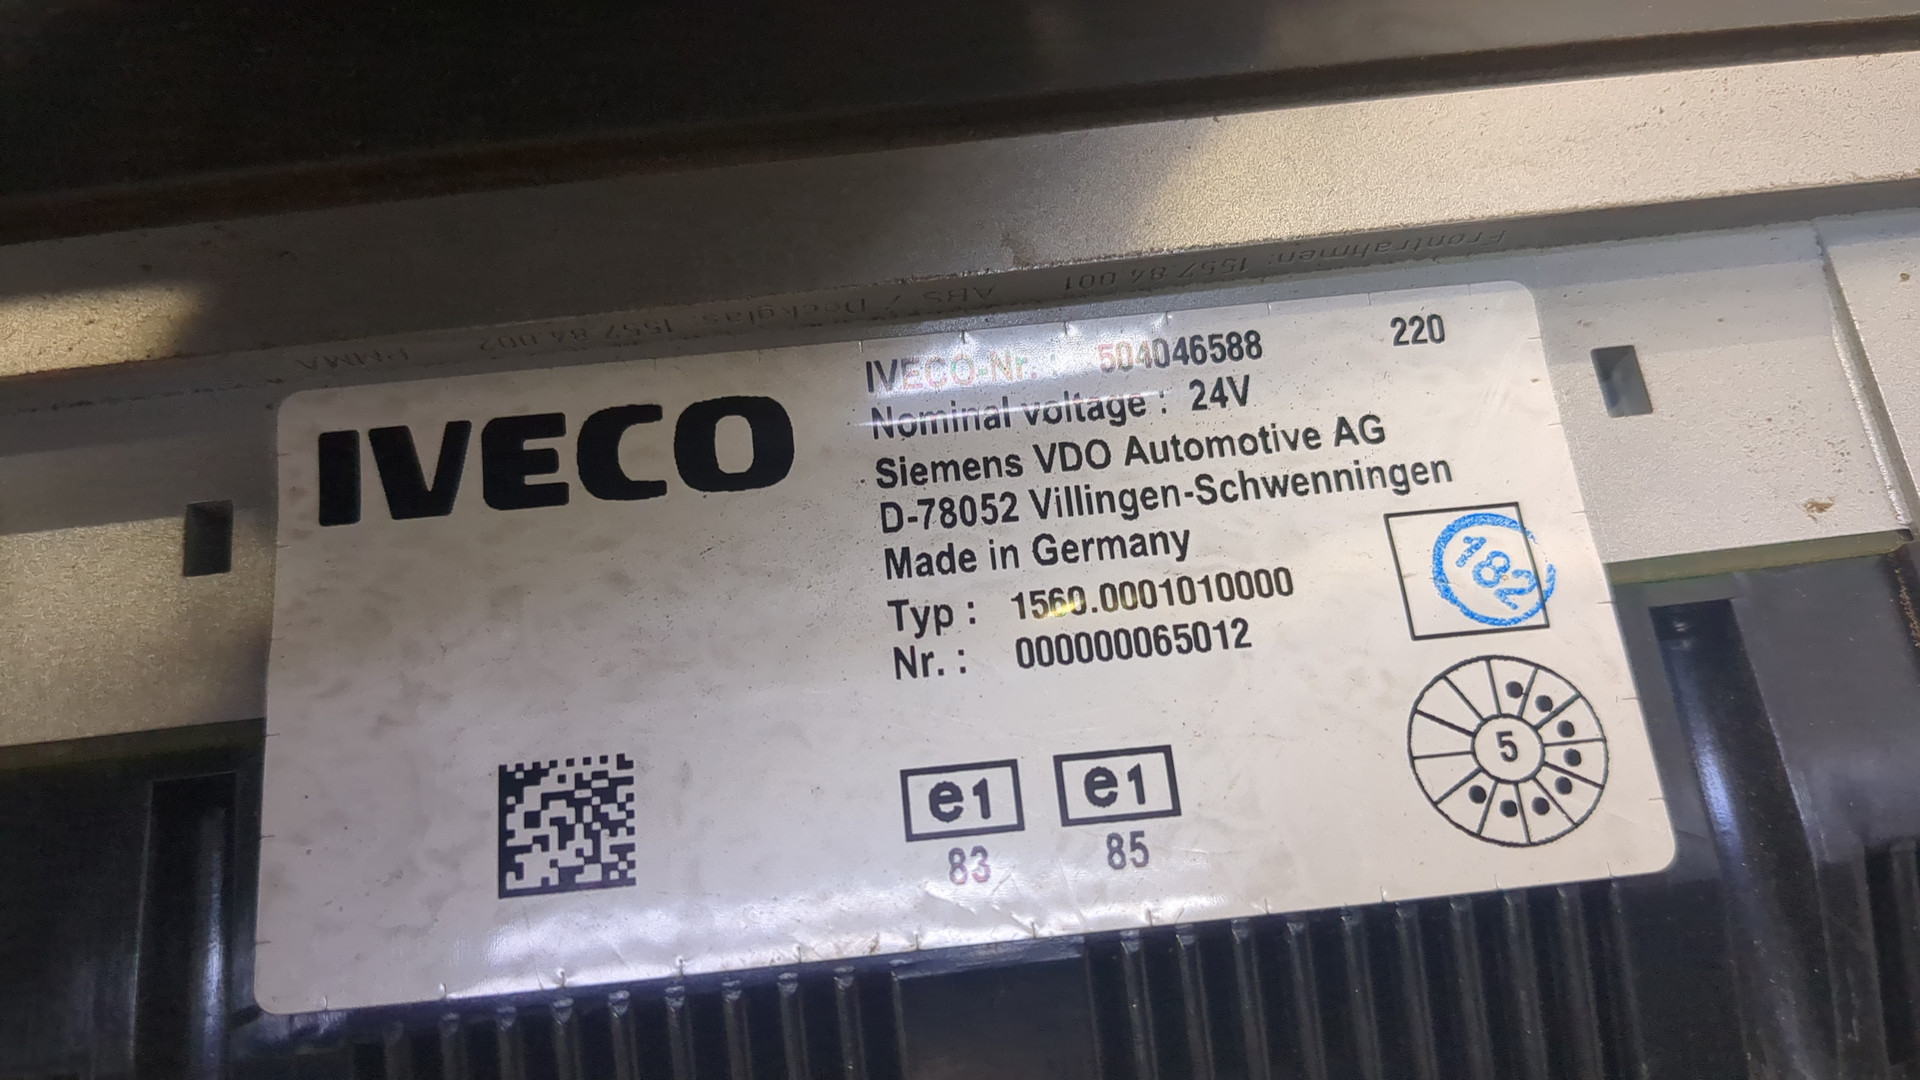 Frontrahmen: 1557 84 001 ABS / Deckglas: 1557 84 002 PMMA
IVECO
IVECO-Nr. : 504046588 220
Nominal voltage : 24V
Siemens VDO Automotive AG
D-78052 Villingen-Schwenningen
Made in Germany
Typ : 1560.0001010000
Nr. : 000000065012
182
5
e1 e1
83 85